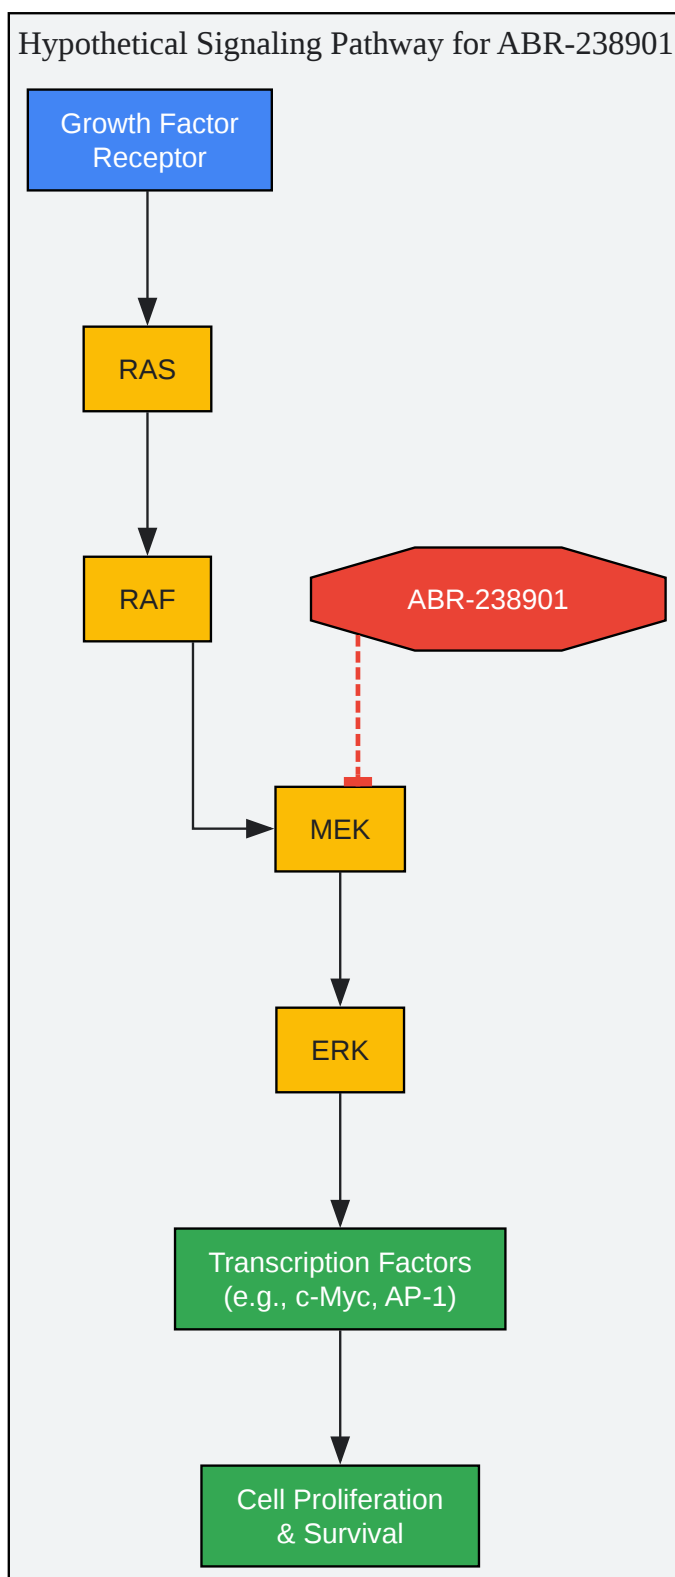 Hypothetical Signaling Pathway for ABR-238901
Growth Factor
Receptor
RAS
RAF
ABR-238901
MEK
ERK
Transcription Factors
(e.g., c-Myc, AP-1)
Cell Proliferation
& Survival